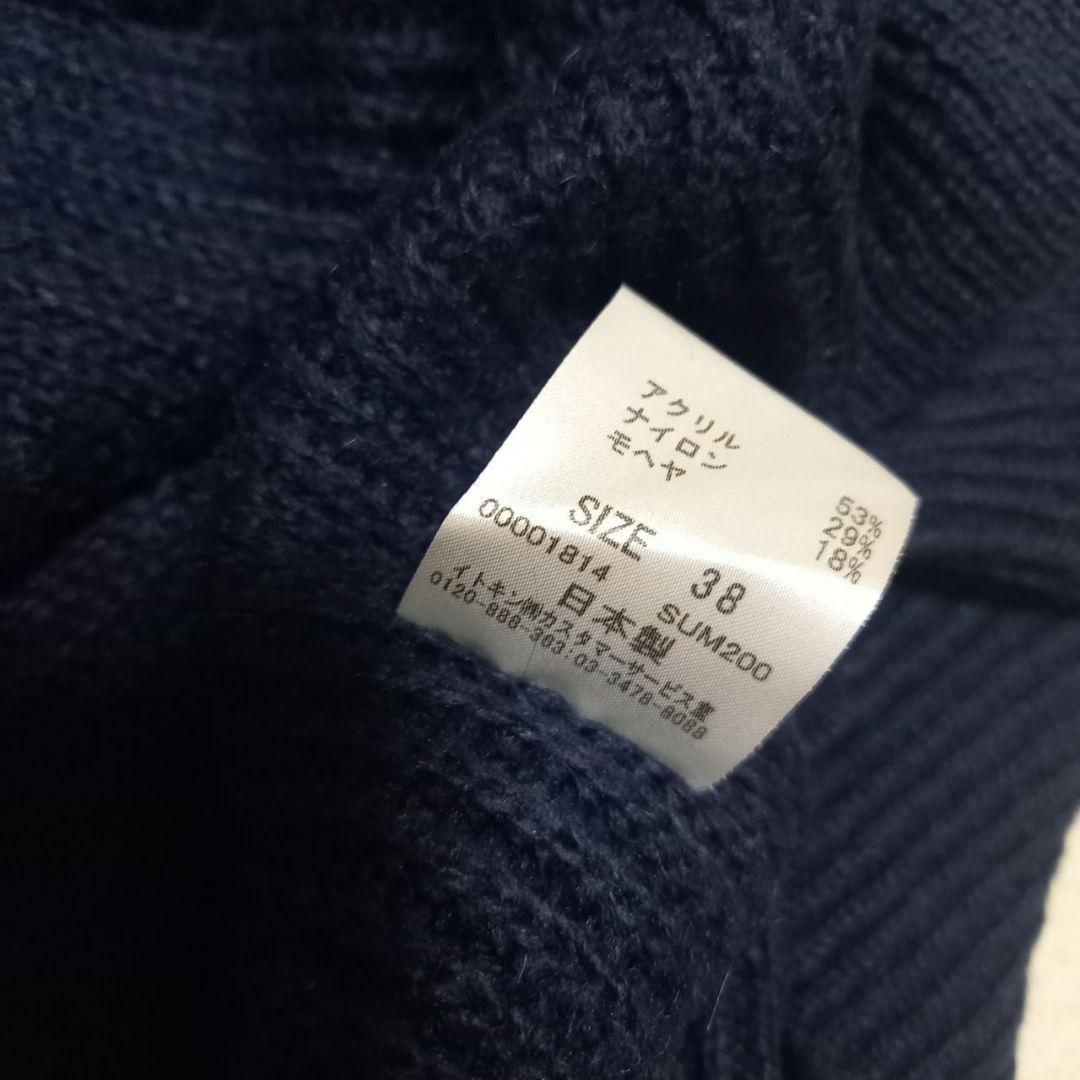 アクリル 53%
ナイロン 29%
モヘヤ 18%
SIZE 38
00001814 SUM200
日本製
イトキン㈱カスタマーサービス室
0120-888-363:03-3478-8088